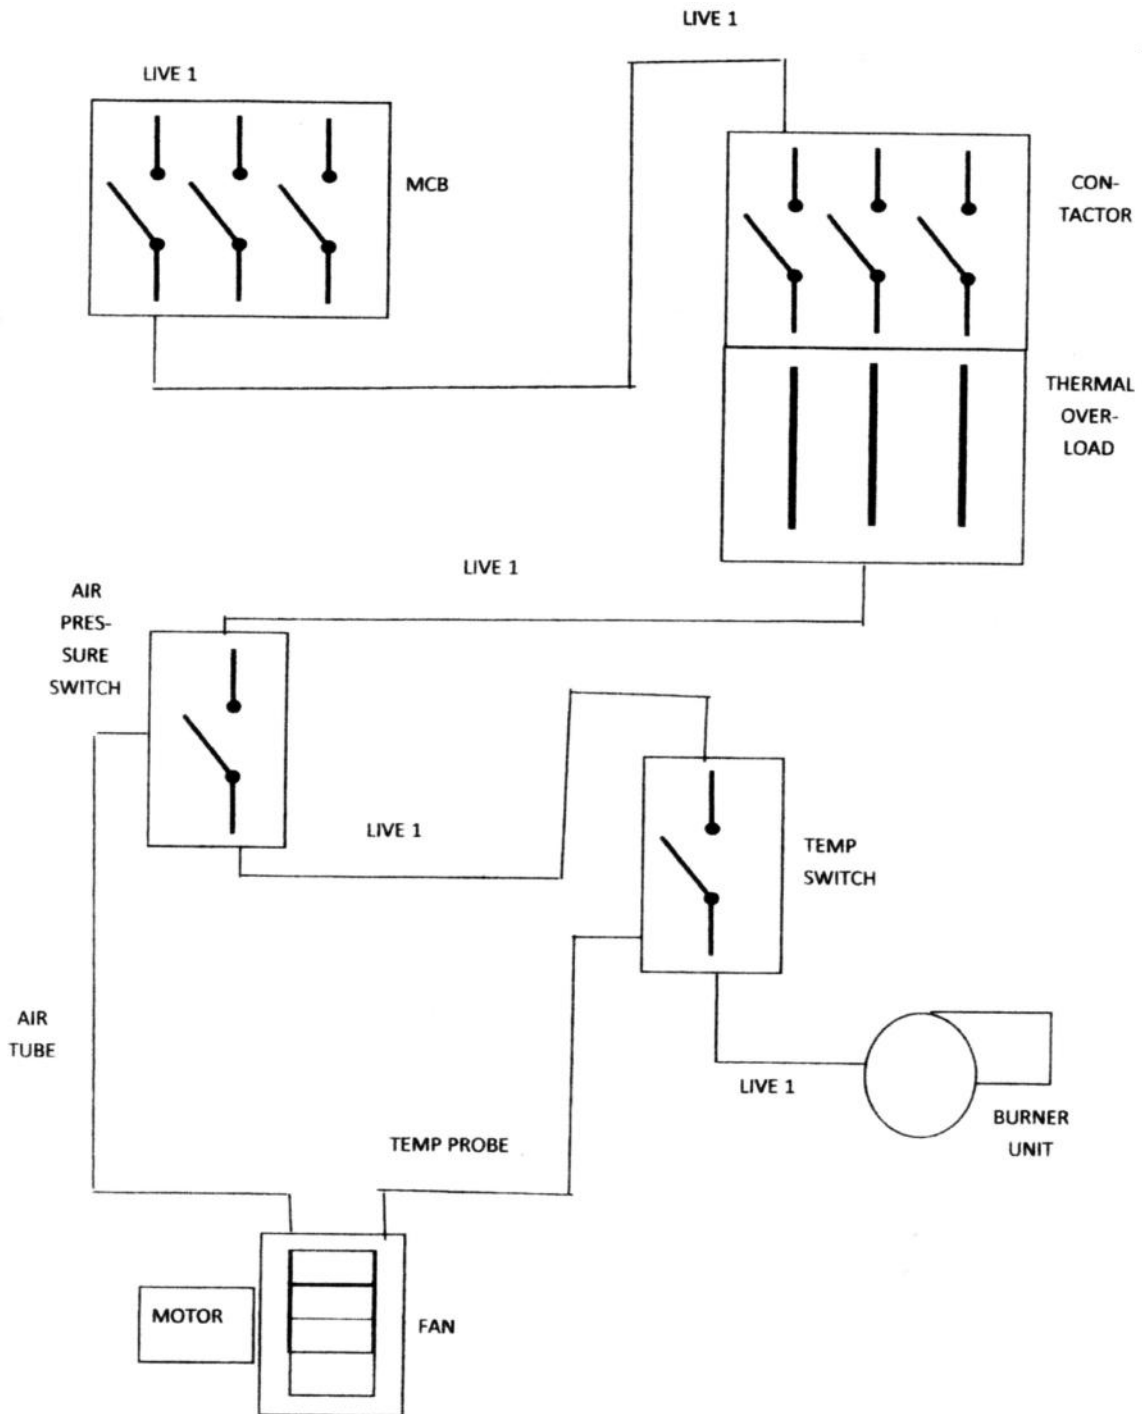 LIVE 1
LIVE 1
MCB
CON-
TACTOR
THERMAL
OVER-
LOAD
LIVE 1
AIR
PRES-
SURE
SWITCH
LIVE 1
TEMP
SWITCH
AIR
TUBE
LIVE 1
BURNER
UNIT
TEMP PROBE
MOTOR
FAN